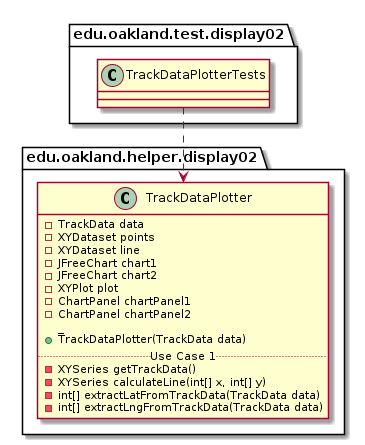 edu.oakland.test.display02
C TrackDataPlotterTests
edu.oakland.helper.display02
C TrackDataPlotter
TrackData data
XYDataset points
XYDataset line
JFreeChart chart1
JFreeChart chart2
XYPlot plot
ChartPanel chartPanel1
ChartPanel chartPanel2
TrackDataPlotter(TrackData data)
Use Case 1
XYSeries getTrackData()
XYSeries calculateLine(int[] x, int[] y)
int[] extractLatFromTrackData(TrackData data)
int[] extractLngFromTrackData(TrackData data)